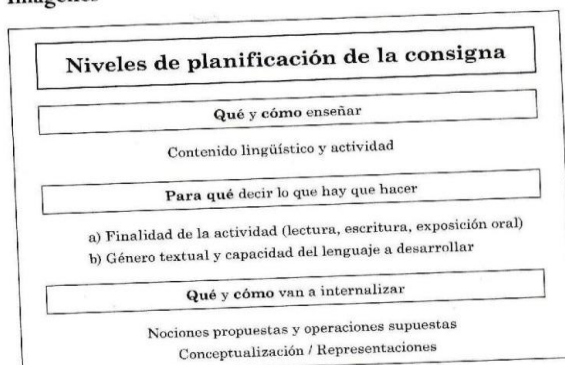 Niveles de planificación de la consigna
Qué y cómo enseñar
Contenido lingüístico y actividad
Para qué decir lo que hay que hacer
a) Finalidad de la actividad (lectura, escritura, exposición oral)
b) Género textual y capacidad del lenguaje a desarrollar
Qué y cómo van a internalizar
Nociones propuestas y operaciones supuestas
Conceptualización / Representaciones